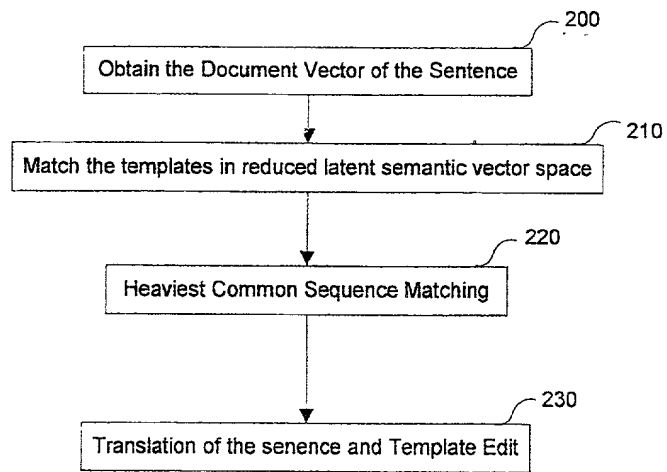 200
Obtain the Document Vector of the Sentence
210
Match the templates in reduced latent semantic vector space
220
Heaviest Common Sequence Matching
230
Translation of the senence and Template Edit